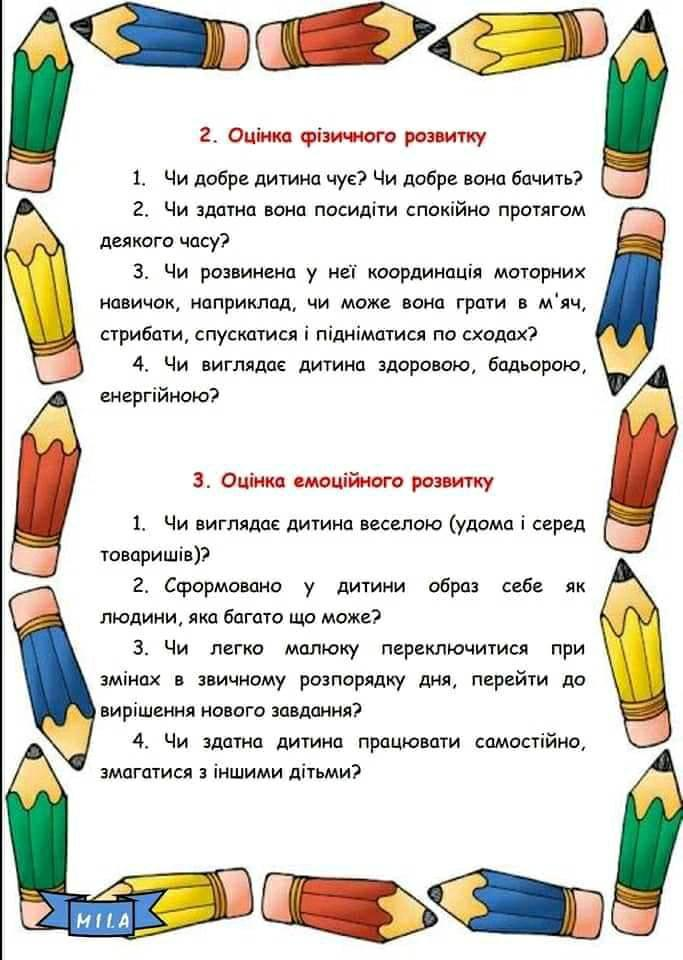 2. Оцінка фізичного розвитку
1. Чи добре дитина чує? Чи добре вона бачить?
2. Чи здатна вона посидіти спокійно протягом
деякого часу?
3. Чи розвинена у неї координація моторних
навичок, наприклад, чи може вона грати в м'яч,
стрибати, спускатися і підніматися по сходах?
4. Чи виглядає дитина здоровою, бадьорою,
енергійною?
3. Оцінка емоційного розвитку
1. Чи виглядає дитина веселою (удома і серед
товаришів)?
2. Сформовано у дитини образ себе як
людини, яка багато що може?
3. Чи легко малюку переключитися при
змінах в звичному розпорядку дня, перейти до
вирішення нового завдання?
4. Чи здатна дитина працювати самостійно,
змагатися з іншими дітьми?
MILA